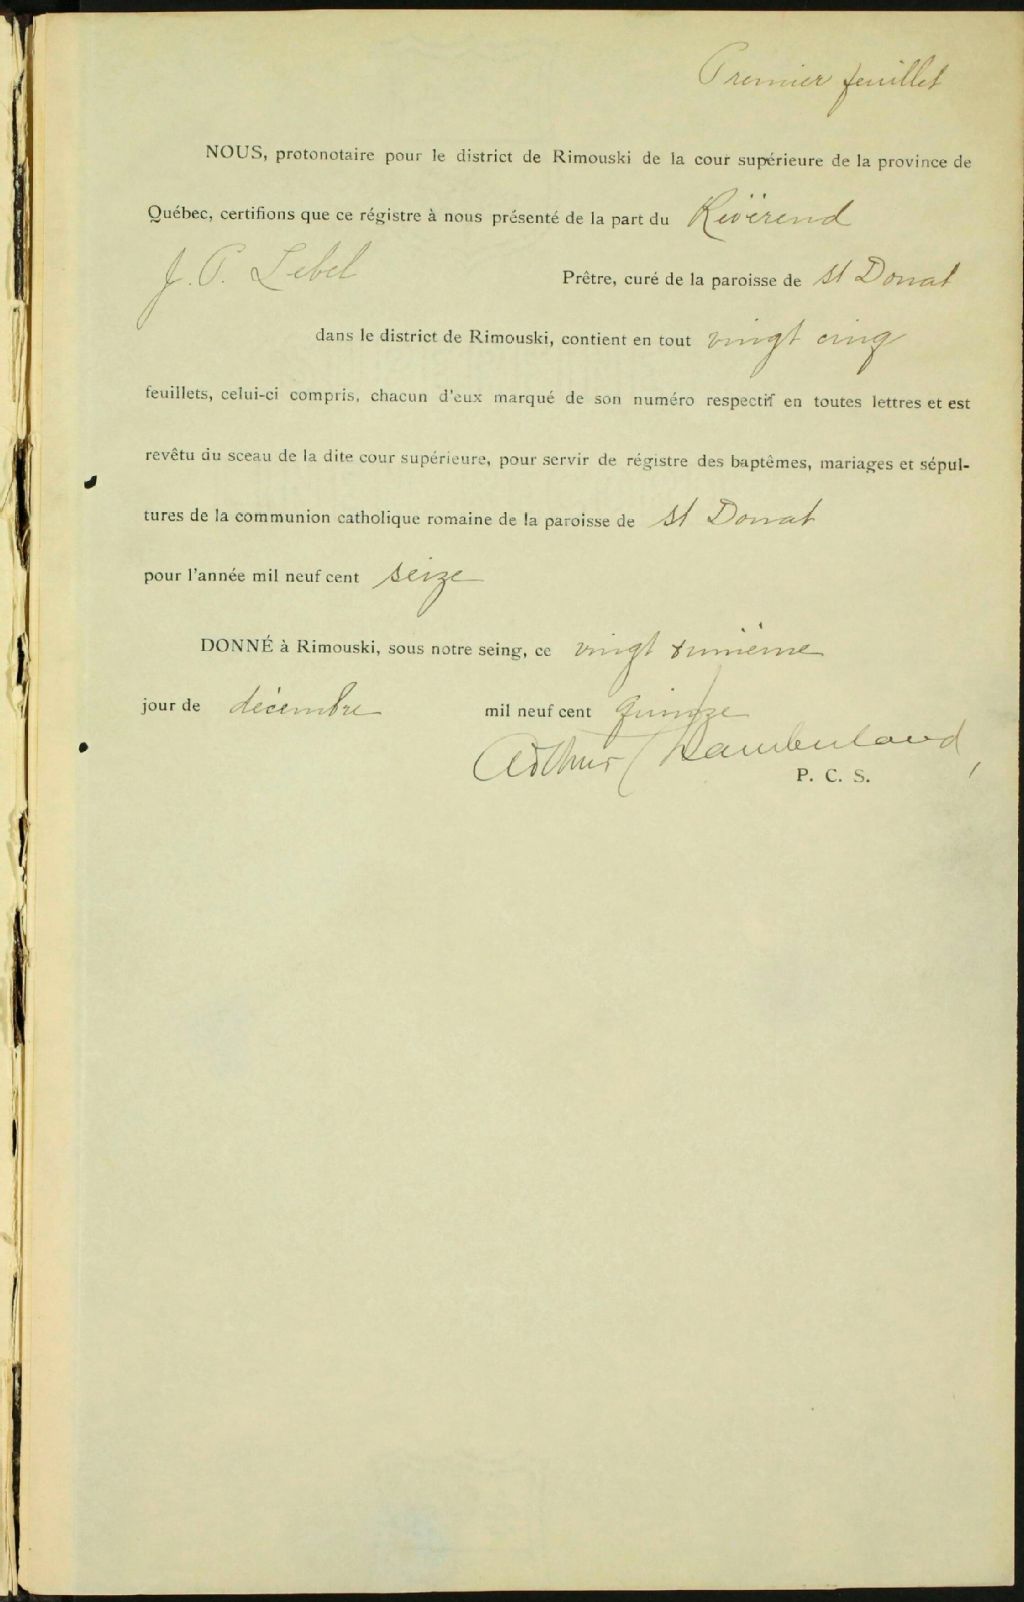 Premier feuillet
NOUS, protonotaire pour le district de Rimouski de la cour supérieure de la province de
Québec, certifions que ce régistre à nous présenté de la part du Révérend
J. P. Lebel Prêtre, curé de la paroisse de St Donat
dans le district de Rimouski, contient en tout vingt cinq
feuillets, celui-ci compris, chacun d'eux marqué de son numéro respectif en toutes lettres et est
revêtu du sceau de la dite cour supérieure, pour servir de régistre des baptêmes, mariages et sépul-
tures de la communion catholique romaine de la paroisse de St Donat
pour l'année mil neuf cent seize
DONNÉ à Rimouski, sous notre seing, ce vingt
jour de décembre mil neuf cent quinze
Arthur
P. C. S.